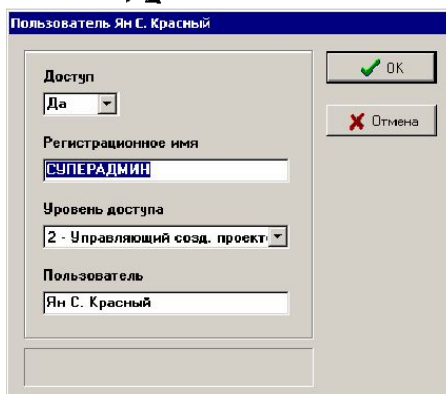 Пользователь Ян С. Красный
Доступ
Да
Регистрационное имя
СУПЕРАДМИН
Уровень доступа
2 - Управляющий созд. проект
Пользователь
Ян С. Красный
OK
Отмена